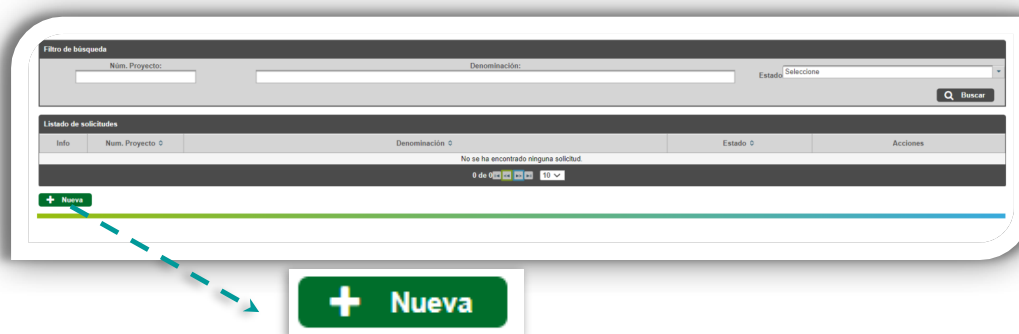 Filtro de búsqueda
Núm. Proyecto:
Denominación:
Estado Seleccione
Buscar
Listado de solicitudes
Info Num. Proyecto Denominación Estado Acciones
No se ha encontrado ninguna solicitud.
0 de 0 10
Nueva
Nueva